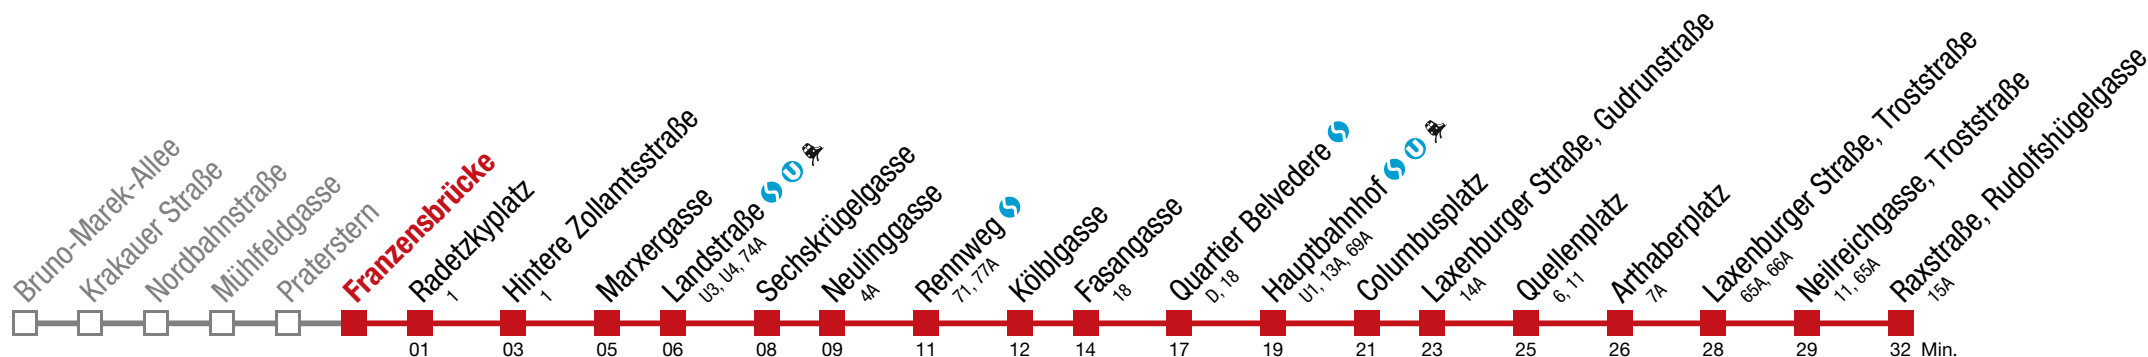 Bruno-Marek-Allee
Krakauer Straße
Nordbahnstraße
Mühlfeldgasse
Praterstern
Franzensbrücke
Radetzkyplatz
1
Hintere Zollamtsstraße
1
Marxergasse
Landstraße S U
U3, U4, 74A
Sechskrügelgasse
Neulinggasse
4A
Rennweg S
71, 77A
Kölblgasse
Fasangasse
18
Quartier Belvedere S
D, 18
Hauptbahnhof S U
U1, 13A, 69A
Columbusplatz
Laxenburger Straße, Gudrunstraße
14A
Quellenplatz
6, 11
Arthaberplatz
7A
Laxenburger Straße, Troststraße
65A, 66A
Neilreichgasse, Troststraße
11, 65A
Raxstraße, Rudolfshügelgasse
15A
01 03 05 06 08 09 11 12 14 17 19 21 23 25 26 28 29 32 Min.